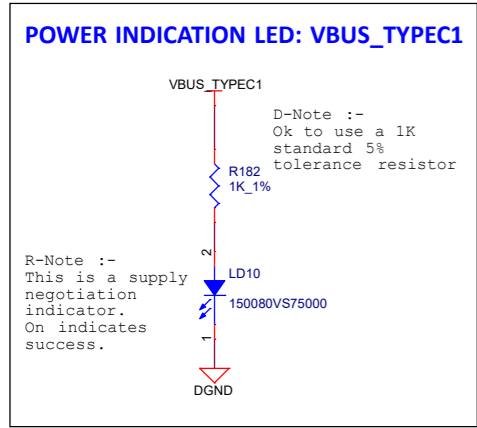 POWER INDICATION LED: VBUS_TYPEC1
VBUS_TYPEC1
D-Note :-
Ok to use a 1K
standard 5%
tolerance resistor
R182
1K_1%
2
R-Note :-
This is a supply
negotiation
indicator.
On indicates
success.
LD10
150080VS75000
1
DGND